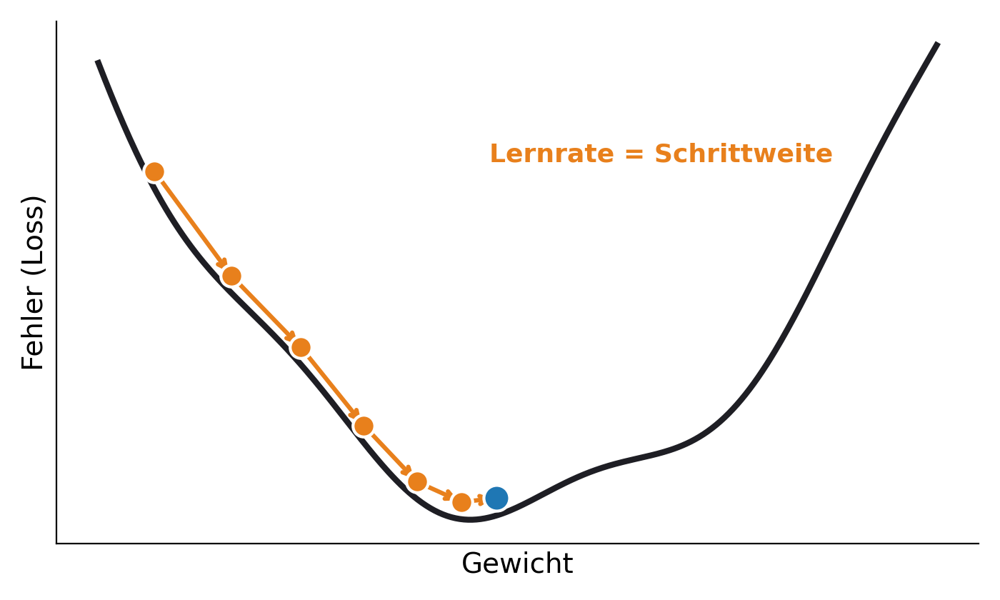 Lernrate = Schrittweite
Fehler (Loss)
Gewicht